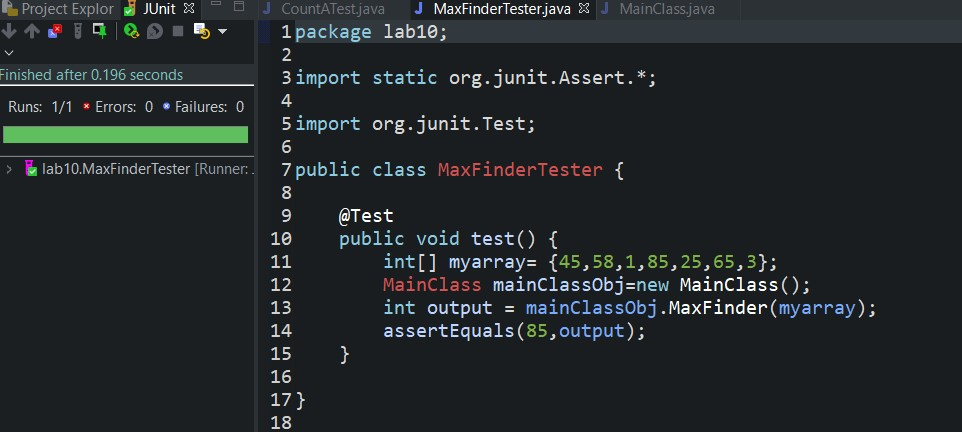 Project Explor JUnit
Finished after 0.196 seconds
Runs: 1/1 Errors: 0 Failures: 0
lab10.MaxFinderTester [Runner: .
CountATest.java MaxFinderTester.java MainClass.java
1 package lab10;
2
3 import static org.junit.Assert.*;
4
5 import org.junit.Test;
6
7 public class MaxFinderTester {
8
9 @Test
10 public void test() {
11 int[] myarray= {45,58,1,85,25,65,3};
12 MainClass mainClassObj=new MainClass();
13 int output = mainClassObj.MaxFinder(myarray);
14 assertEquals(85,output);
15 }
16
17 }
18